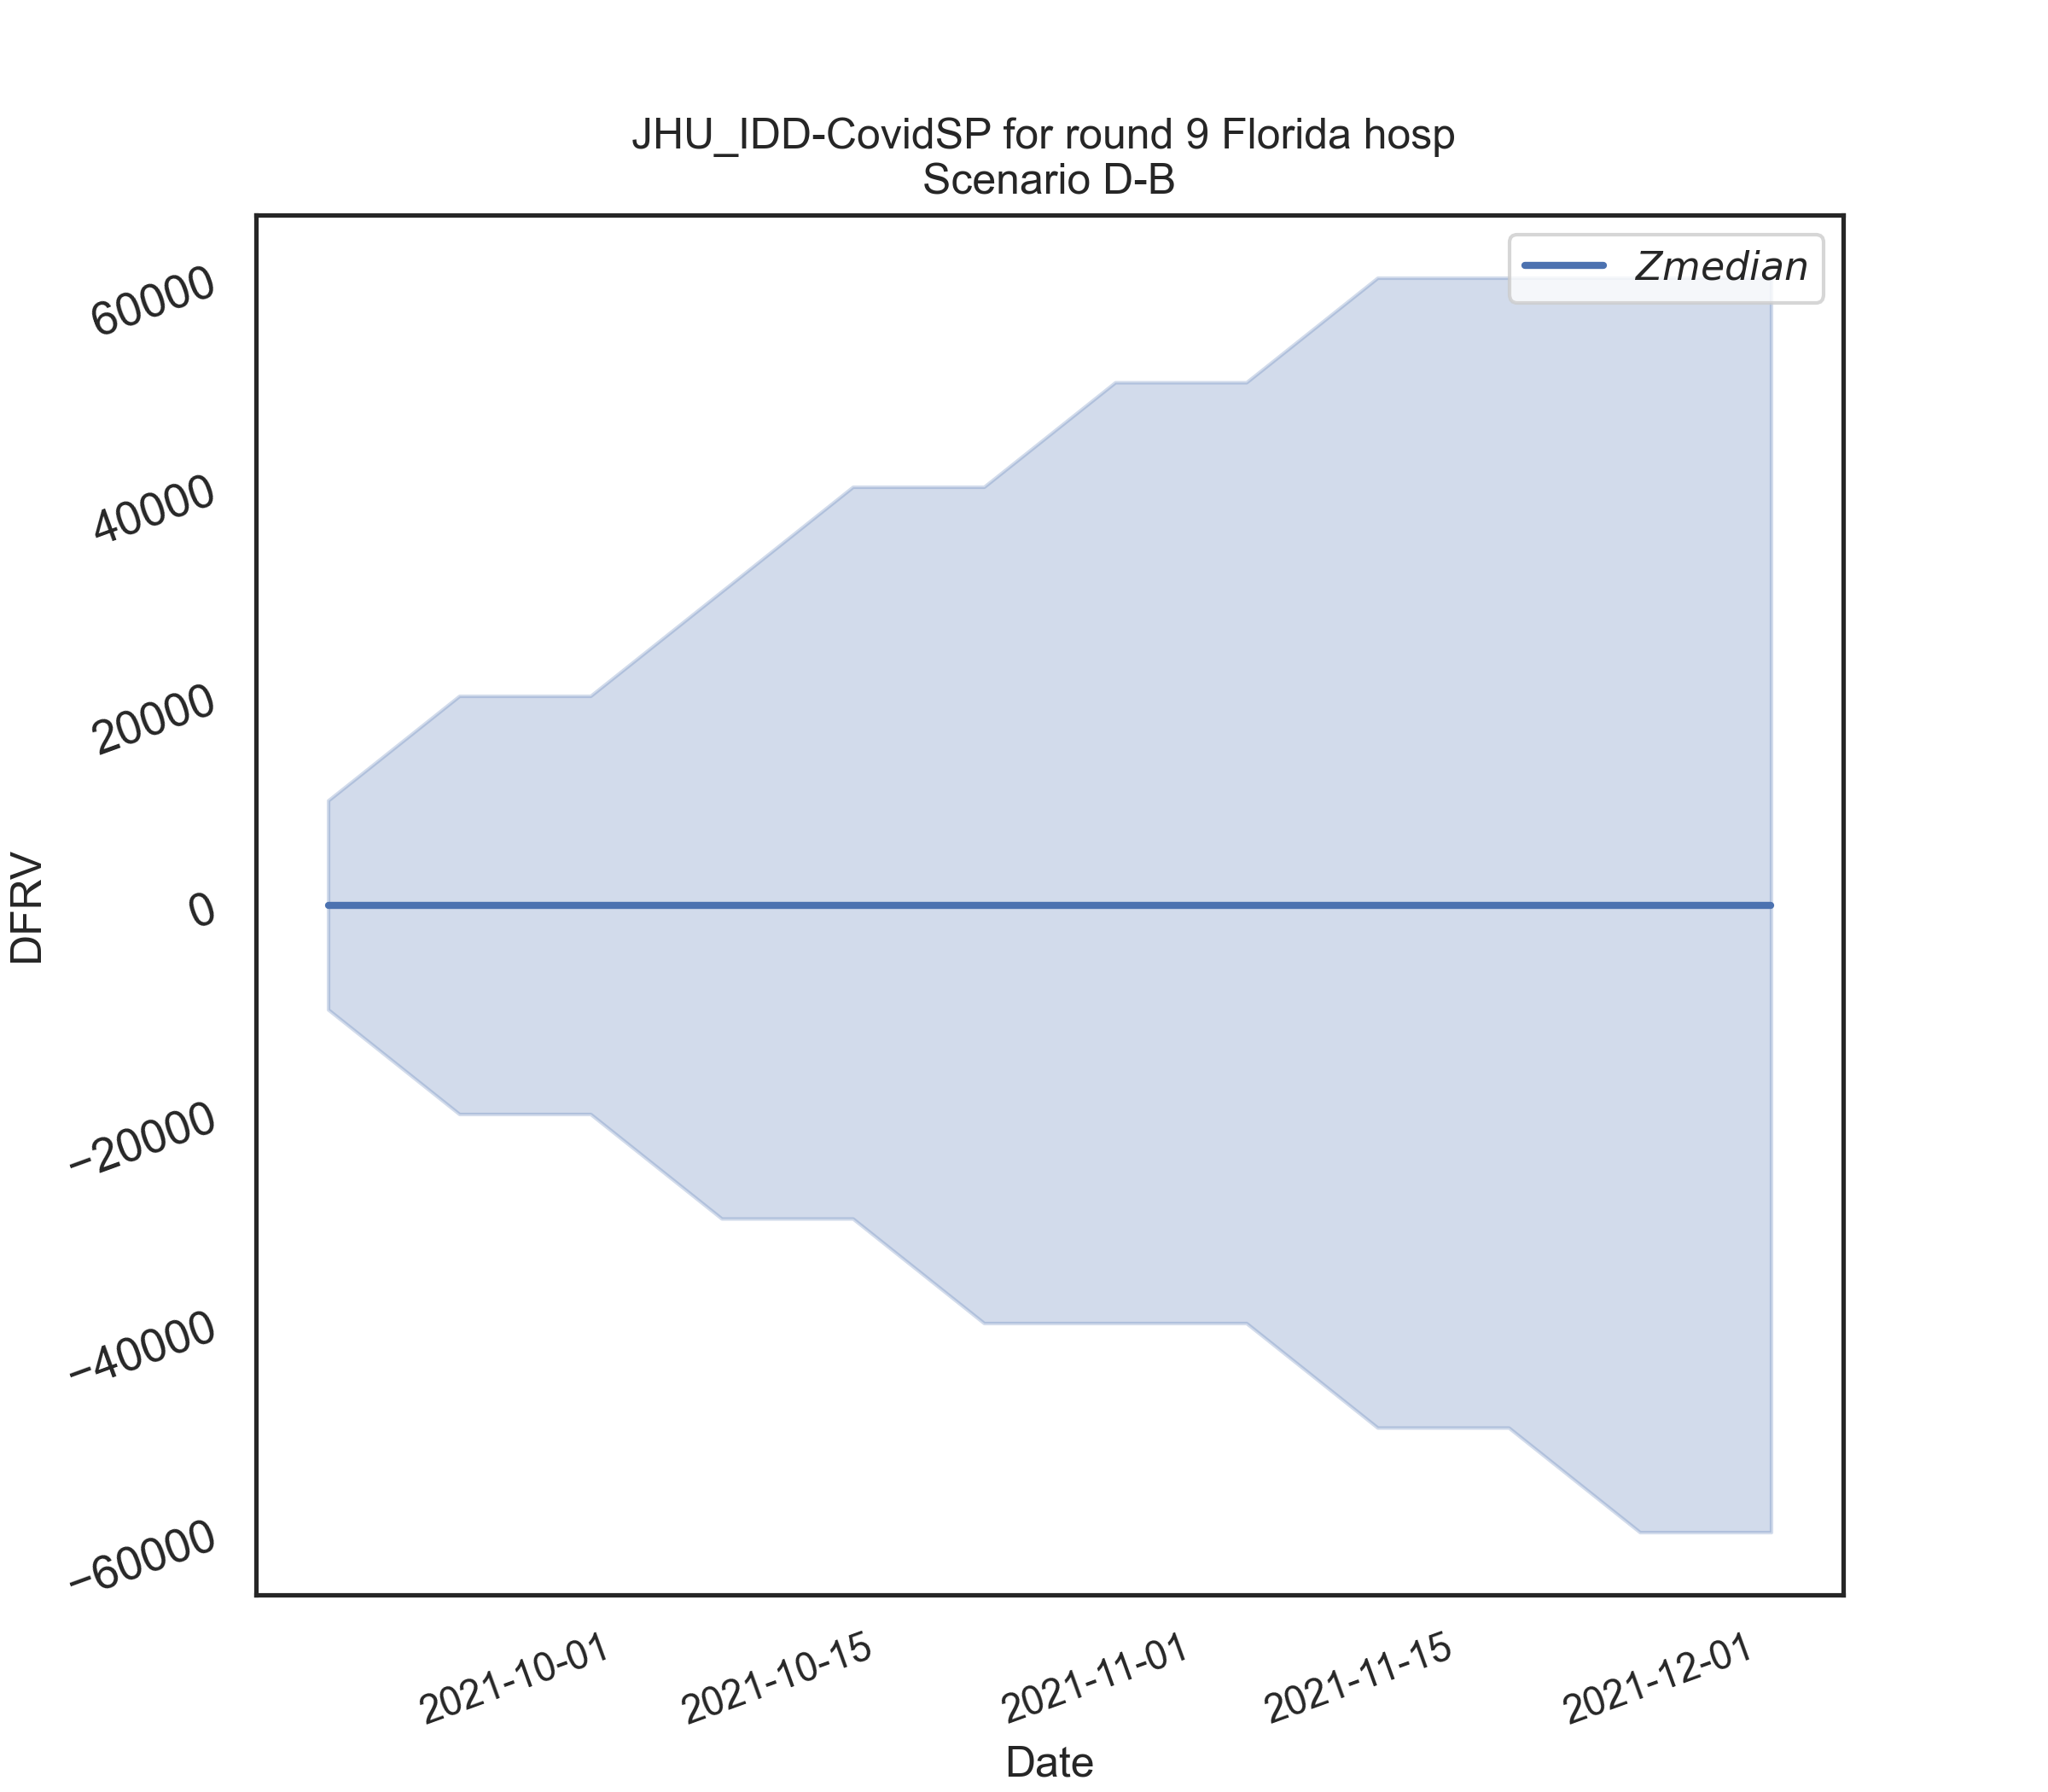 JHU_IDD-CovidSP for round 9 Florida hosp
Scenario D-B
Zmedian
60000
40000
20000
0
−20000
−40000
−60000
DFRV
2021-10-01
2021-10-15
2021-11-01
2021-11-15
2021-12-01
Date